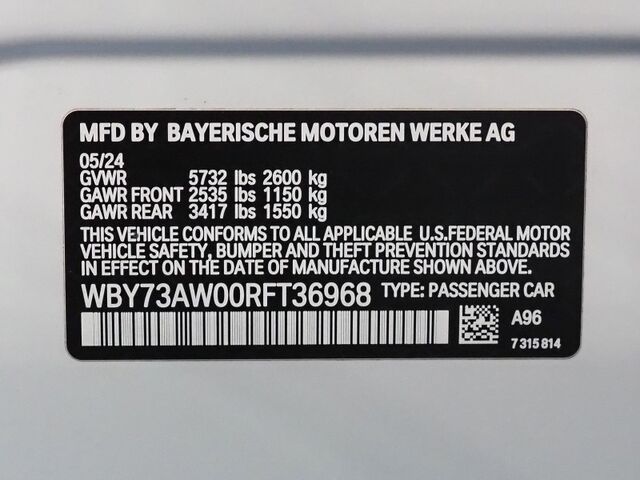 MFD BY BAYERISCHE MOTOREN WERKE AG
05/24
GVWR 5732 lbs 2600 kg
GAWR FRONT 2535 lbs 1150 kg
GAWR REAR 3417 lbs 1550 kg
THIS VEHICLE CONFORMS TO ALL APPLICABLE U.S.FEDERAL MOTOR
VEHICLE SAFETY, BUMPER AND THEFT PREVENTION STANDARDS
IN EFFECT ON THE DATE OF MANUFACTURE SHOWN ABOVE.
WBY73AW00RFT36968 TYPE: PASSENGER CAR
A96
7 315 814